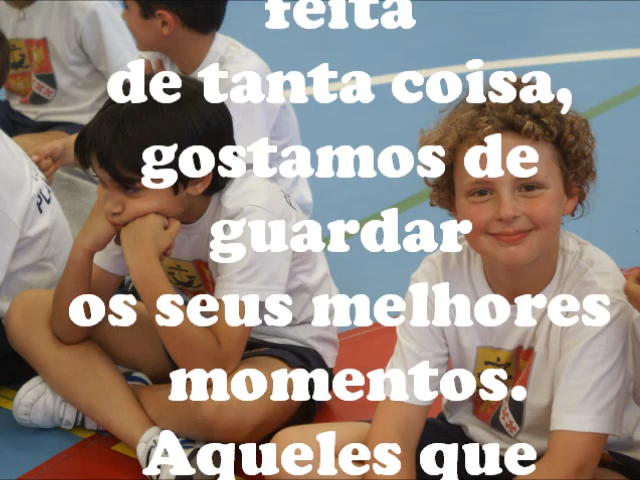 feita
de tanta coisa,
gostamos de
guardar
os seus melhores
momentos.
Aqueles que